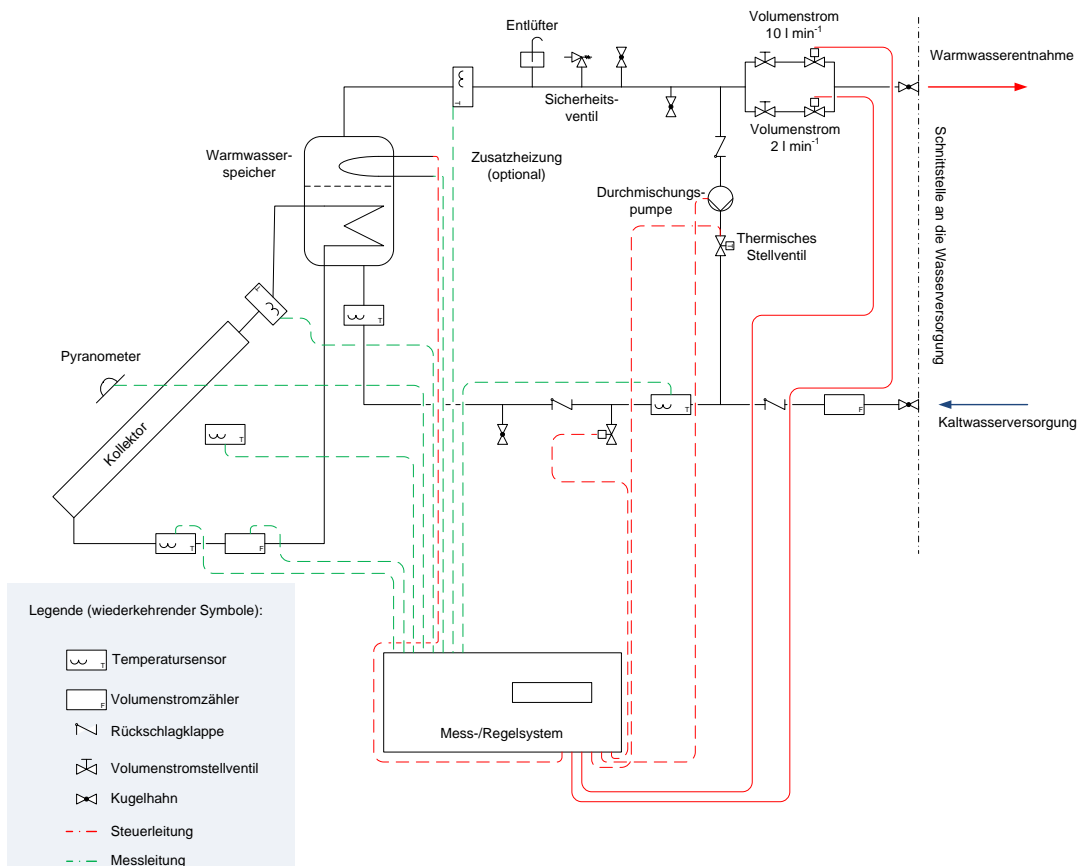 Entlüfter
Volumenstrom
10 l min-1
Warmwasserentnahme
T
Sicherheits-
ventil
Volumenstrom
2 l min-1
Warmwasser-
speicher
Zusatzheizung
(optional)
Durchmischungs-
pumpe
Thermisches
Stellventil
Schnittstelle an die Wasserversorgung
T
T
Pyranometer
T
F
Kaltwasserversorgung
Kollektor
T
T
F
Legende (wiederkehrender Symbole):
T
Temperatursensor
F
Volumenstromzähler
Rückschlagklappe
Mess-/Regelsystem
Volumenstromstellventil
Kugelhahn
Steuerleitung
Messleitung